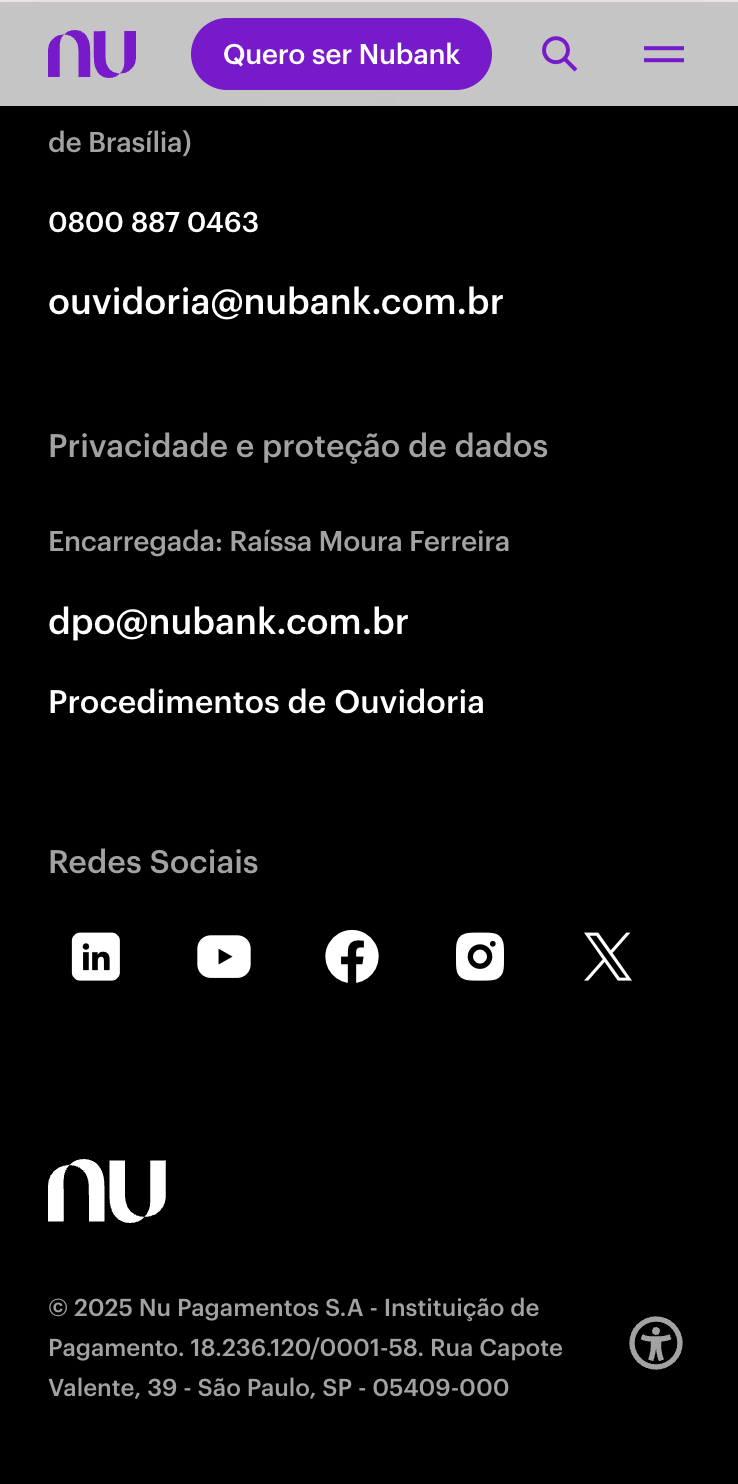 nu
Quero ser Nubank
de Brasília)
0800 887 0463
ouvidoria@nubank.com.br
Privacidade e proteção de dados
Encarregada: Raíssa Moura Ferreira
dpo@nubank.com.br
Procedimentos de Ouvidoria
Redes Sociais
in
nu
© 2025 Nu Pagamentos S.A - Instituição de
Pagamento. 18.236.120/0001-58. Rua Capote
Valente, 39 - São Paulo, SP - 05409-000